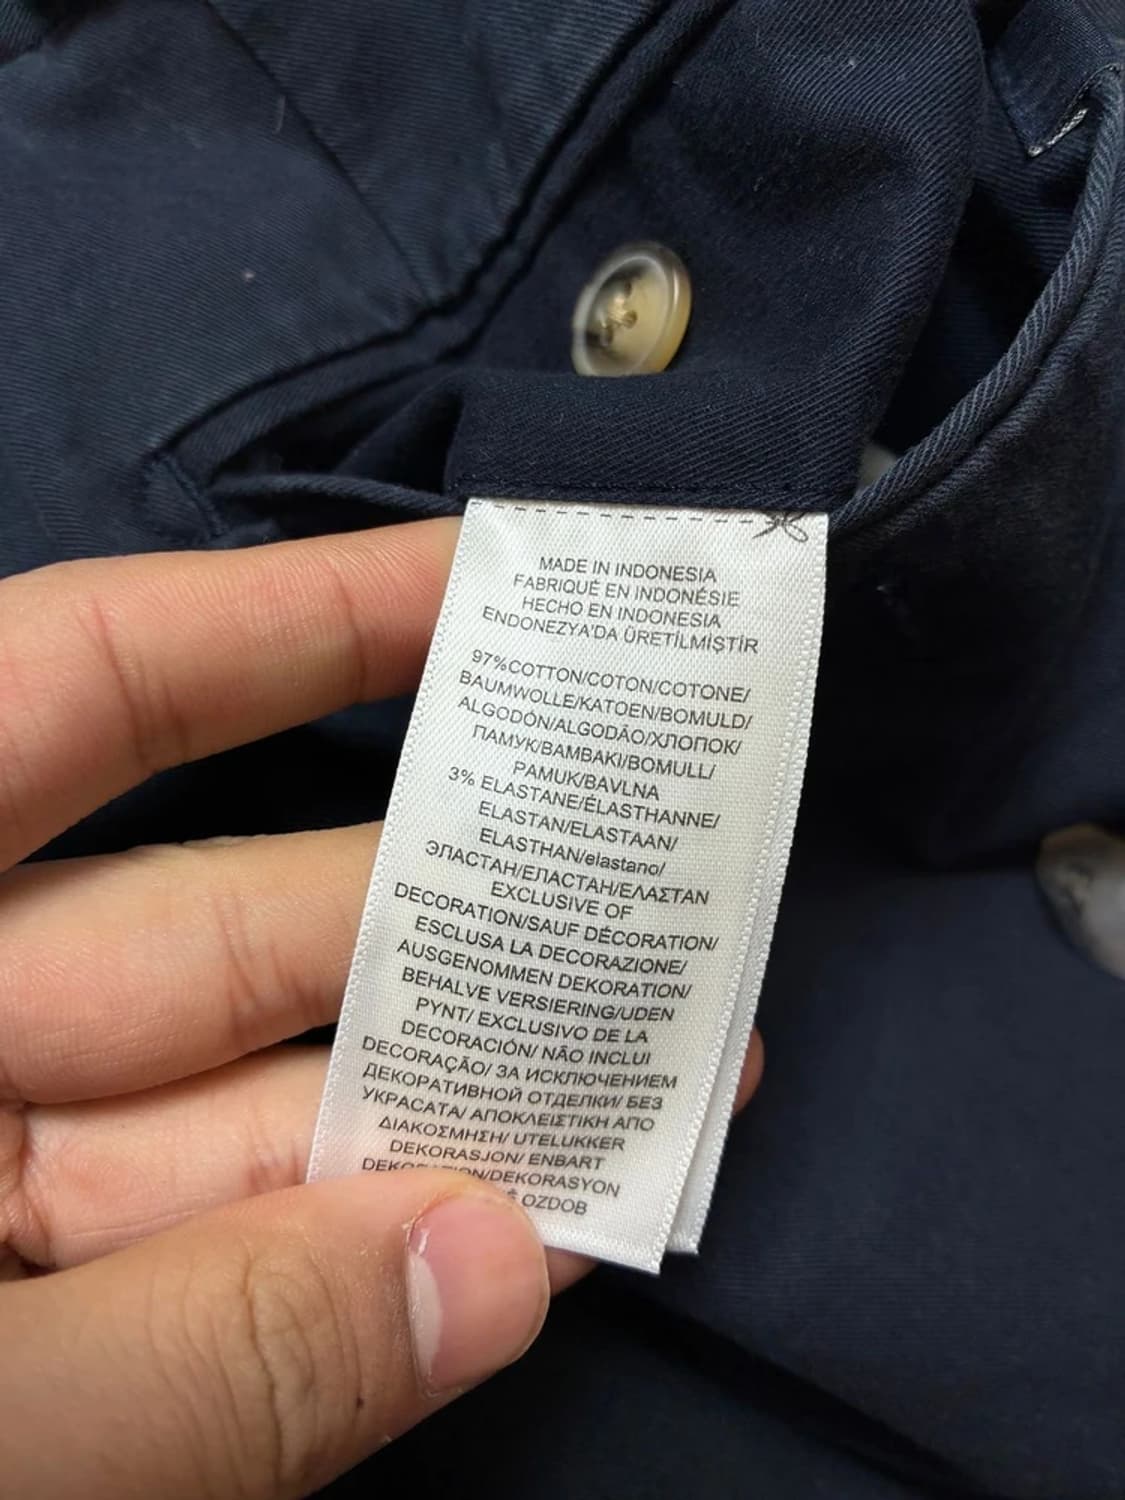 MADE IN INDONESIA
FABRIQUÉ EN INDONÉSIE
HECHO EN INDONESIA
ENDONEZYA'DA ÜRETİLMİŞTİR
97%COTTON/COTON/COTONE/
BAUMWOLLE/KATOEN/BOMULD/
ALGODÓN/ALGODÃO/ХЛОПОК/
ПАМУК/BAMBAKI/BOMULL/
PAMUK/BAVLNA
3% ELASTANE/ÉLASTHANNE/
ELASTAN/ELASTAAN/
ELASTHAN/elastano/
ЭЛАСТАН/ЕЛАСТАН/ΕΛΑΣΤΑΝ
EXCLUSIVE OF
DECORATION/SAUF DÉCORATION/
ESCLUSA LA DECORAZIONE/
AUSGENOMMEN DEKORATION/
BEHALVE VERSIERING/UDEN
PYNT/ EXCLUSIVO DE LA
DECORACIÓN/ NÃO INCLUI
DECORAÇÃO/ ЗА ИСКЛЮЧЕНИЕМ
ДЕКОРАТИВНОЙ ОТДЕЛКИ/ БЕЗ
УКРАСАТА/ ΑΠΟΚΛΕΙΣΤΙΚΗ ΑΠΟ
ΔΙΑΚΟΣΜΗΣΗ/ UTELUKKER
DEKORASJON/ ENBART
DEKORATION/DEKORASYON
OZDOB